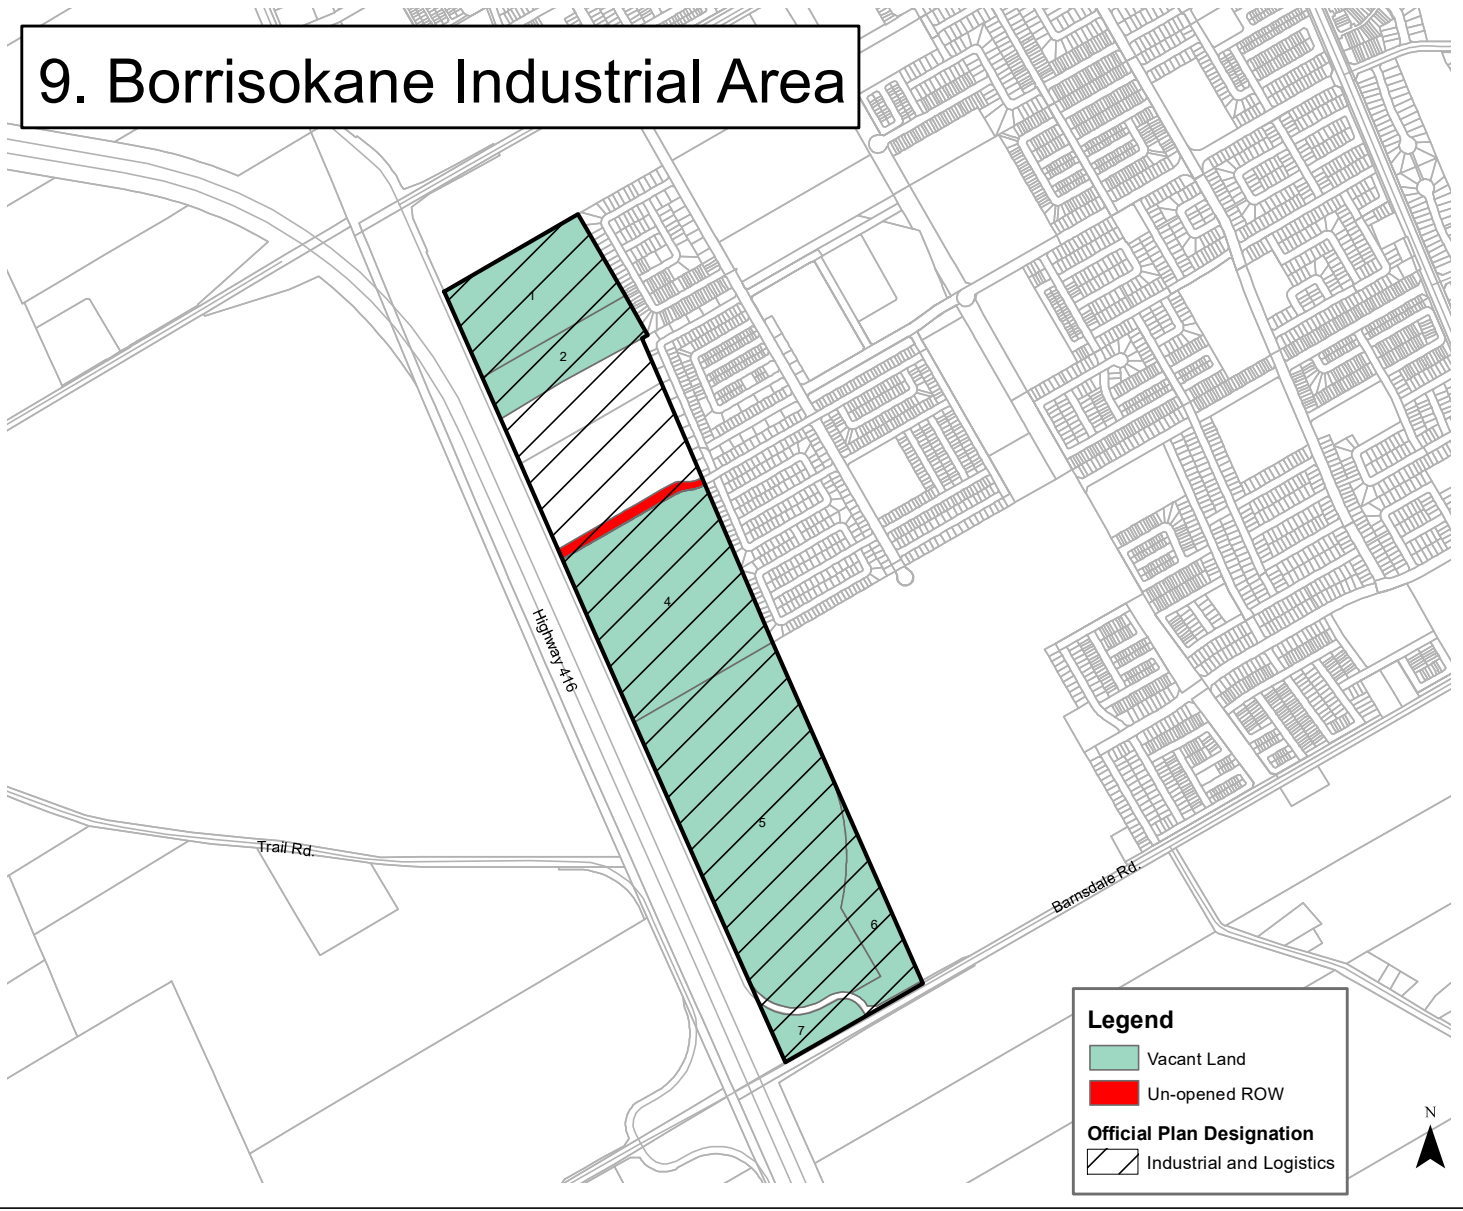 9. Borrisokane Industrial Area
1
2
4
Highway 416
5
Trail Rd.
Barnsdale Rd.
6
7
Legend
Vacant Land
Un-opened ROW
Official Plan Designation
Industrial and Logistics
N